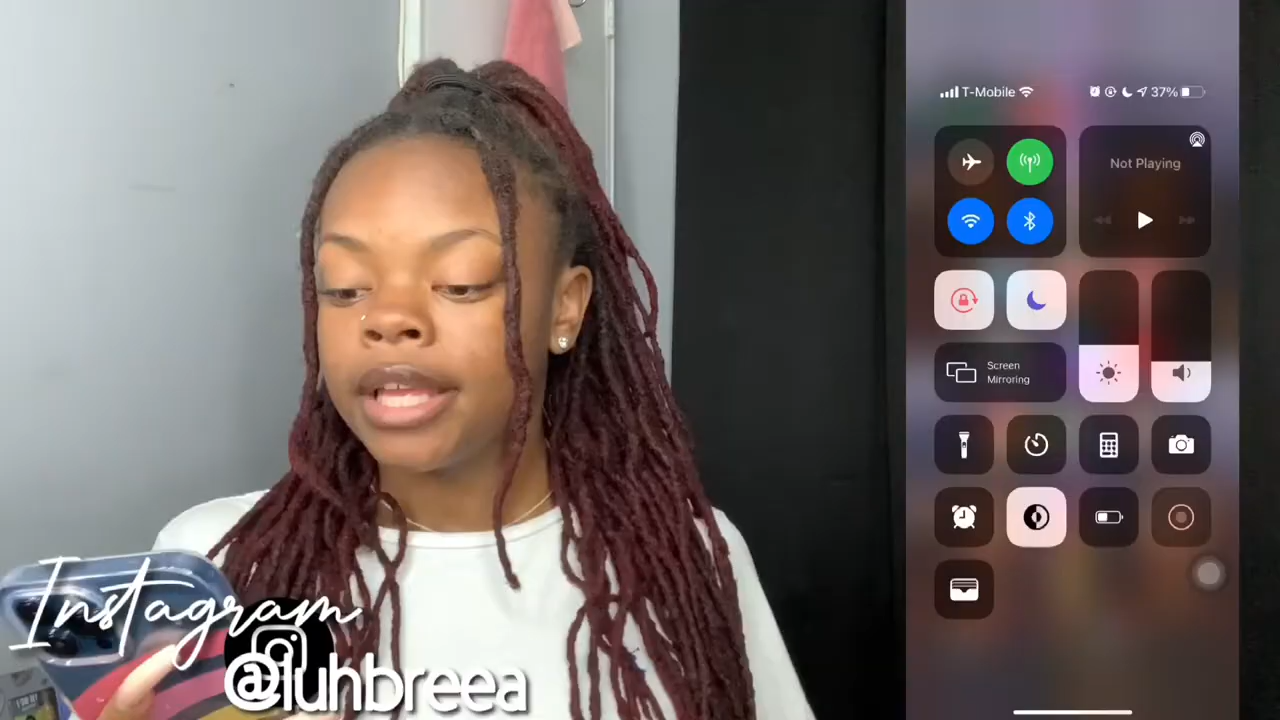 T-Mobile 37%
Not Playing
Screen
Mirroring
Instagram
@luhbreea